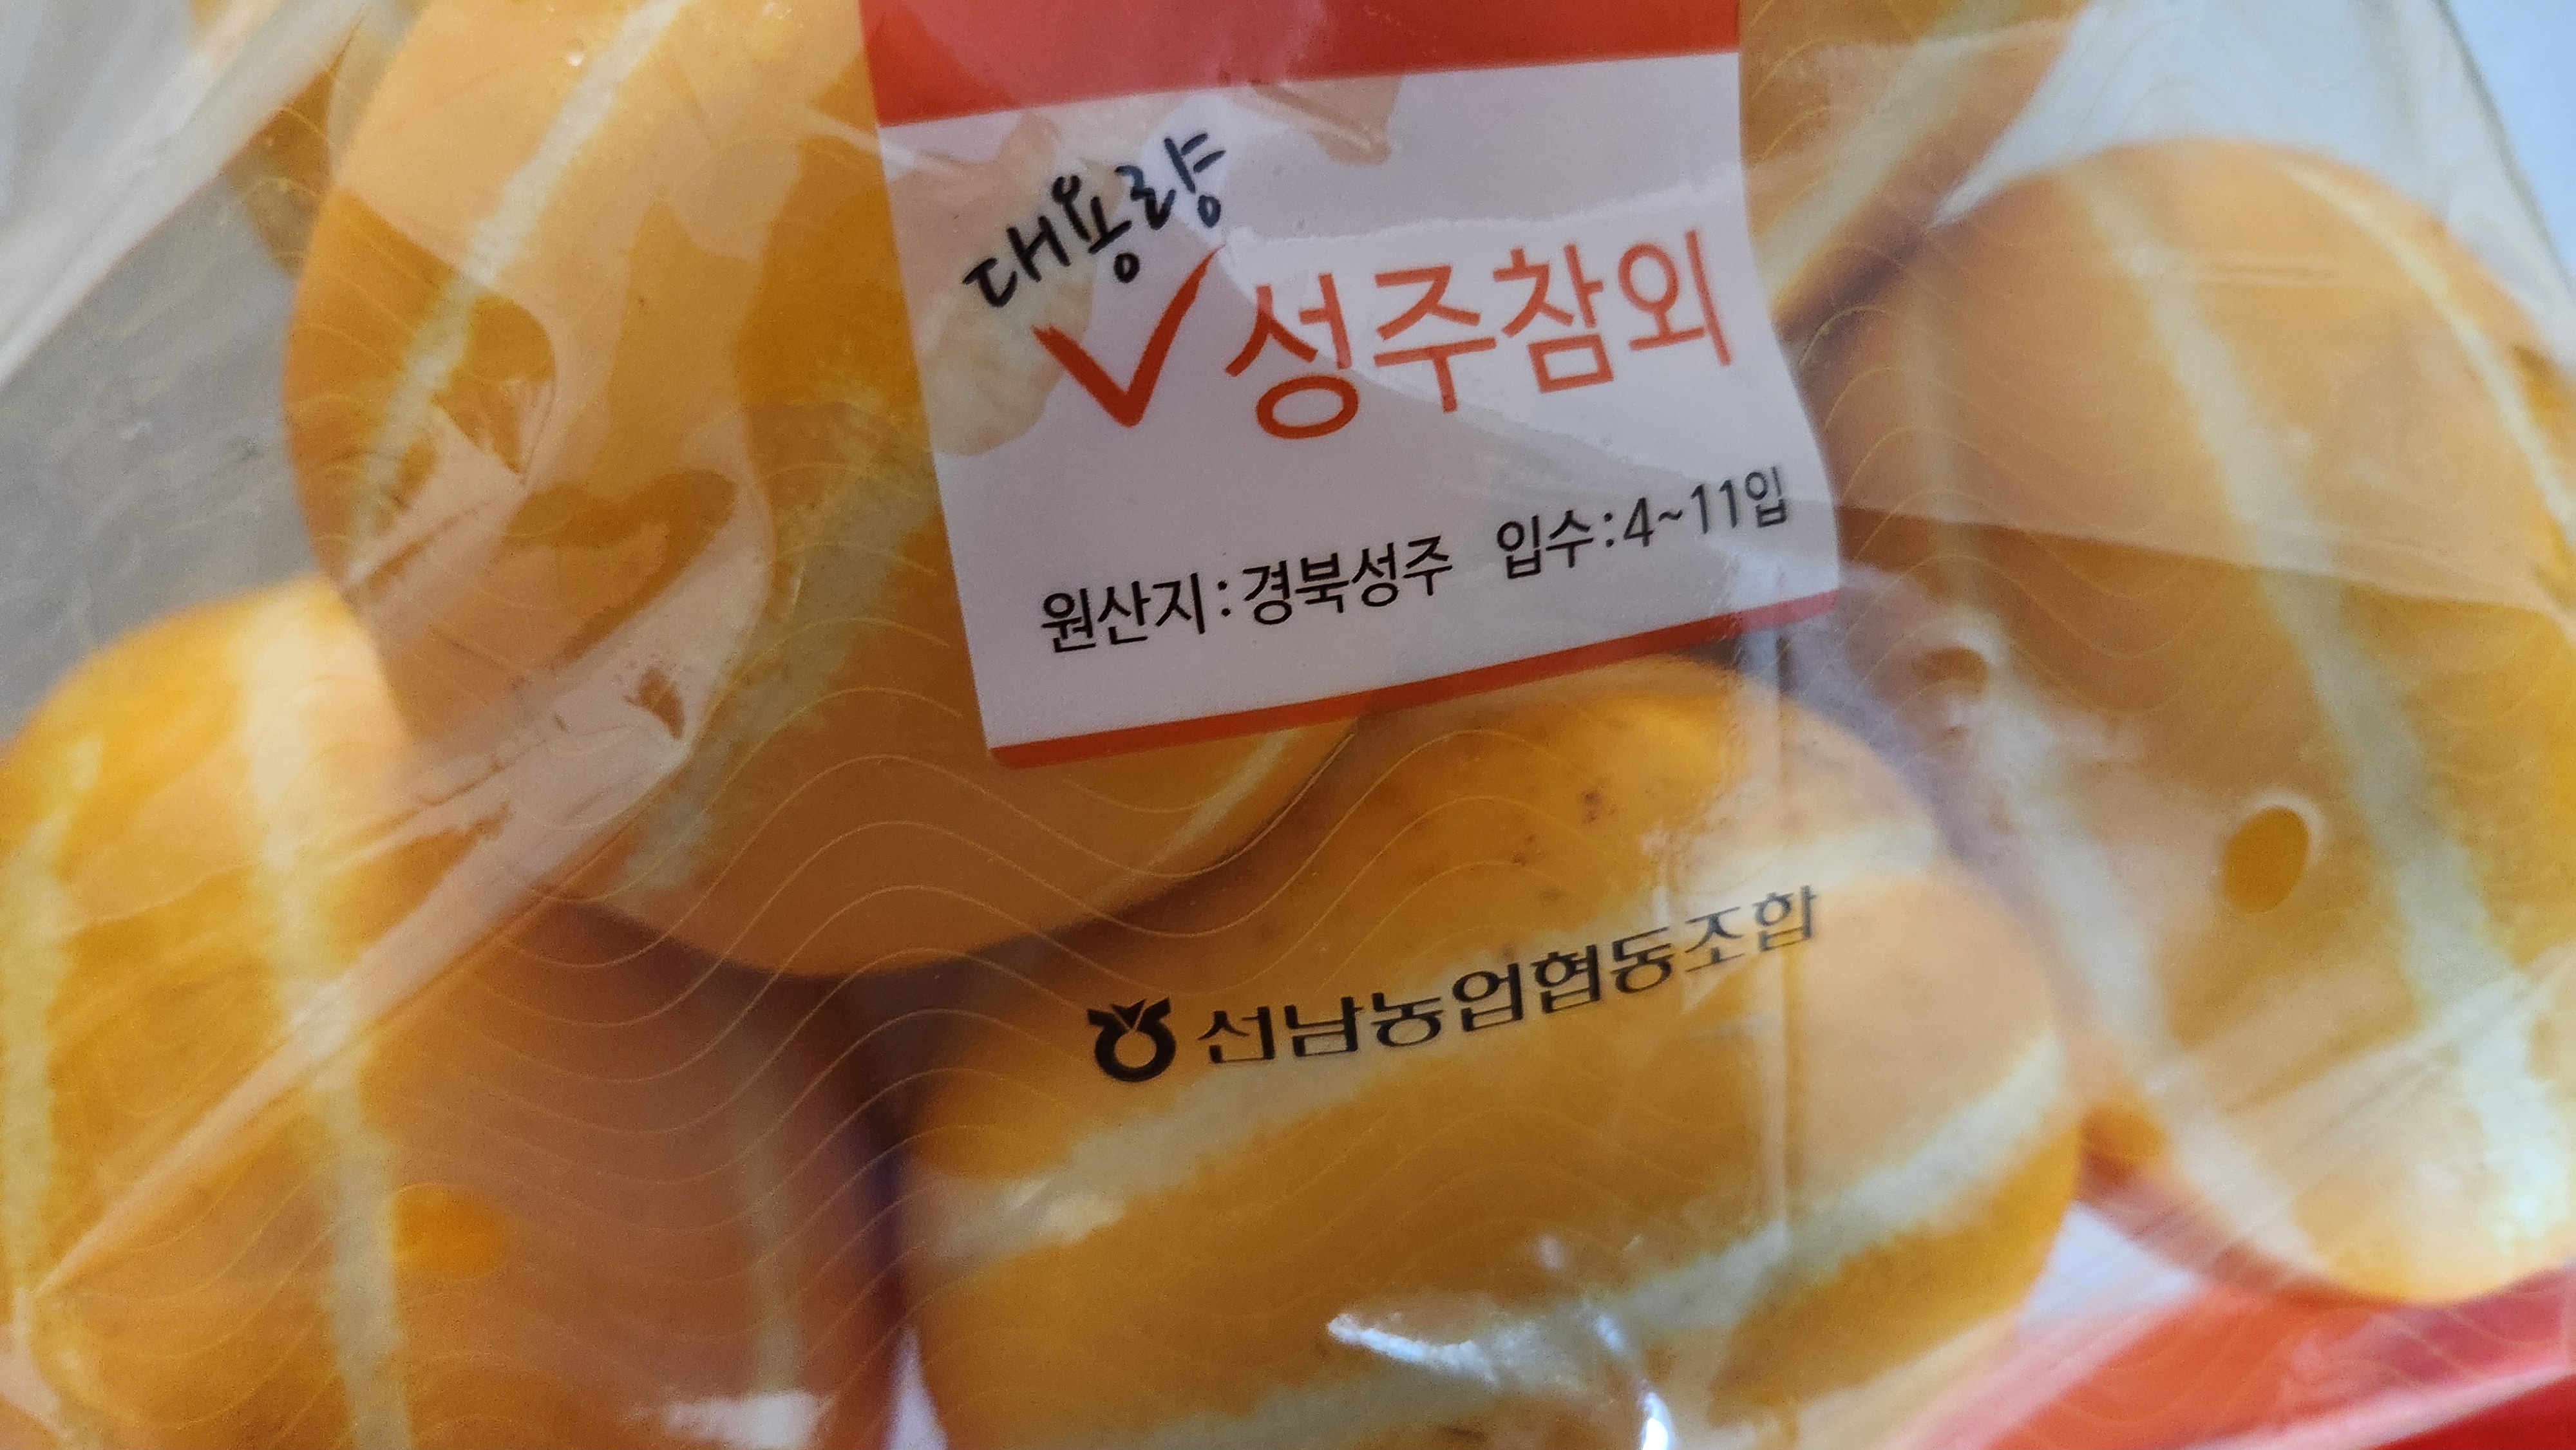 대용량
성주참외
원산지:경북성주 입수:4~11입
선남농업협동조합